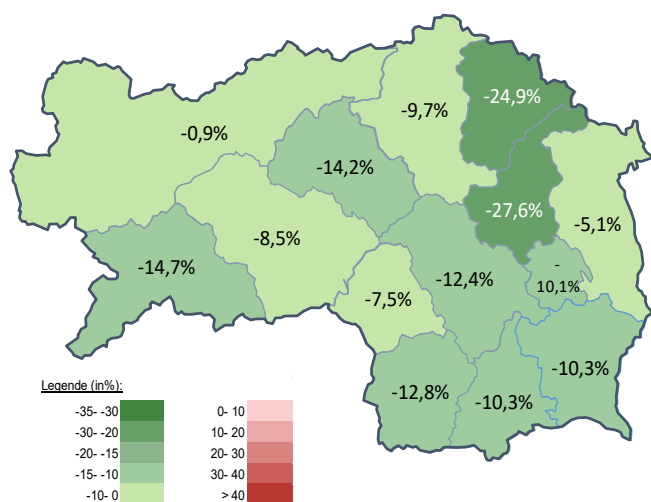 -24,9%
-9,7%
-0,9%
-14,2%
-27,6%
-5,1%
-8,5%
-14,7%
-12,4%
-
10,1%
-7,5%
-10,3%
-12,8%
-10,3%
Legende (in%):
-35- -30 0- 10
-30- -20 10- 20
-20- -15 20- 30
-15- -10 30- 40
-10- 0 > 40